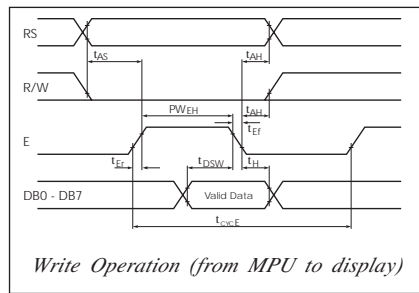 RS
tAS tAH
R/W
PWEH tAH
tEf
E
tEr tDSW tH
DB0 - DB7 Valid Data
tcycE
Write Operation (from MPU to display)